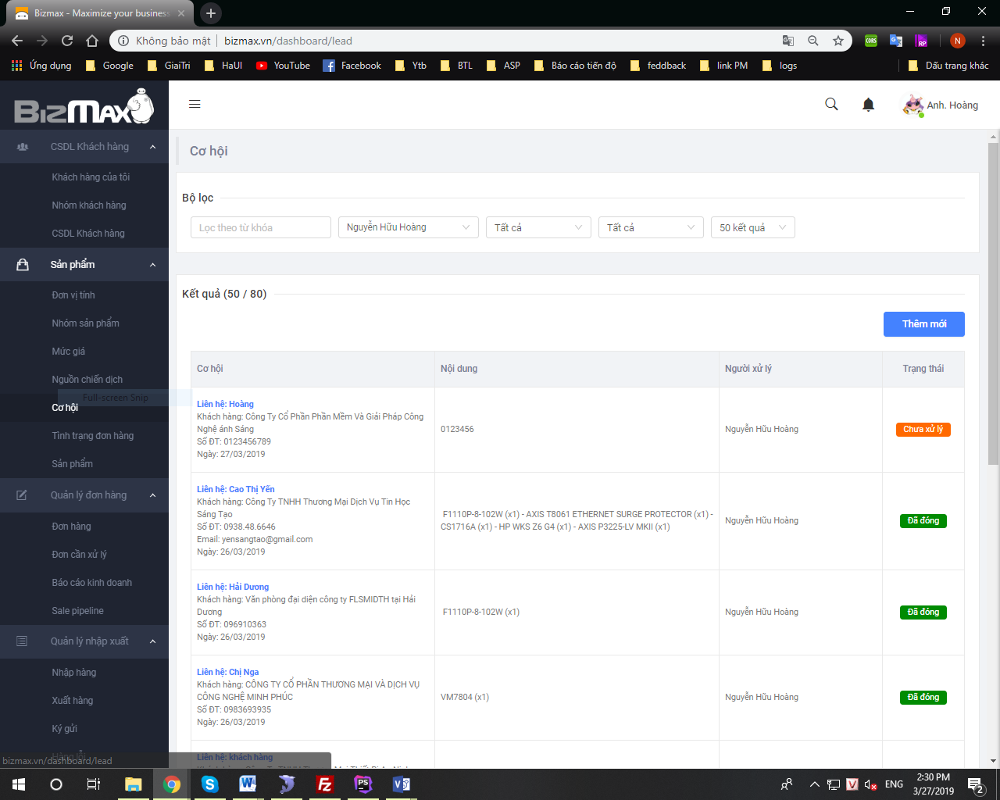 Bizmax - Maximize your business
Không bảo mật
bizmax.vn/dashboard/lead
CORS
RP
N
Ứng dụng
Google
GiaiTri
HaUI
YouTube
Facebook
Ytb
BTL
ASP
Báo cáo tiến độ
feddback
link PM
logs
Dấu trang khác
BIZMAX
Anh. Hoàng
CSDL Khách hàng
Khách hàng của tôi
Nhóm khách hàng
CSDL Khách hàng
Sản phẩm
Đơn vị tính
Nhóm sản phẩm
Mức giá
Nguồn chiến dịch
Full-screen Snip
Cơ hội
Tình trạng đơn hàng
Sản phẩm
Quản lý đơn hàng
Đơn hàng
Đơn cần xử lý
Báo cáo kinh doanh
Sale pipeline
Quản lý nhập xuất
Nhập hàng
Xuất hàng
Ký gửi
bizmax.vn/dashboard/lead
Cơ hội
Bộ lọc
Lọc theo từ khóa
Nguyễn Hữu Hoàng
Tất cả
Tất cả
50 kết quả
Kết quả (50 / 80)
Thêm mới
Cơ hội
Nội dung
Người xử lý
Trạng thái
Liên hệ: Hoàng
Khách hàng: Công Ty Cổ Phần Phần Mềm Và Giải Pháp Công
Nghệ ánh Sáng
Số ĐT: 0123456789
Ngày: 27/03/2019
0123456
Nguyễn Hữu Hoàng
Chưa xử lý
Liên hệ: Cao Thị Yến
Khách hàng: Công Ty TNHH Thương Mại Dịch Vụ Tin Học
Sáng Tạo
Số ĐT: 0938.48.6646
Email: yensangtao@gmail.com
Ngày: 26/03/2019
F1110P-8-102W (x1) - AXIS T8061 ETHERNET SURGE PROTECTOR (x1) -
CS1716A (x1) - HP WKS Z6 G4 (x1) - AXIS P3225-LV MKII (x1)
Nguyễn Hữu Hoàng
Đã đóng
Liên hệ: Hải Dương
Khách hàng: Văn phòng đại diện công ty FLSMIDTH tại Hải
Dương
Số ĐT: 096910363
Ngày: 26/03/2019
F1110P-8-102W (x1)
Nguyễn Hữu Hoàng
Đã đóng
Liên hệ: Chị Nga
Khách hàng: CÔNG TY CỔ PHẦN THƯƠNG MẠI VÀ DỊCH VỤ
CÔNG NGHỆ MINH PHÚC
Số ĐT: 0983693935
Ngày: 26/03/2019
VM7804 (x1)
Nguyễn Hữu Hoàng
Đã đóng
Liên hệ: khách hàng
ENG
2:30 PM
3/27/2019
2